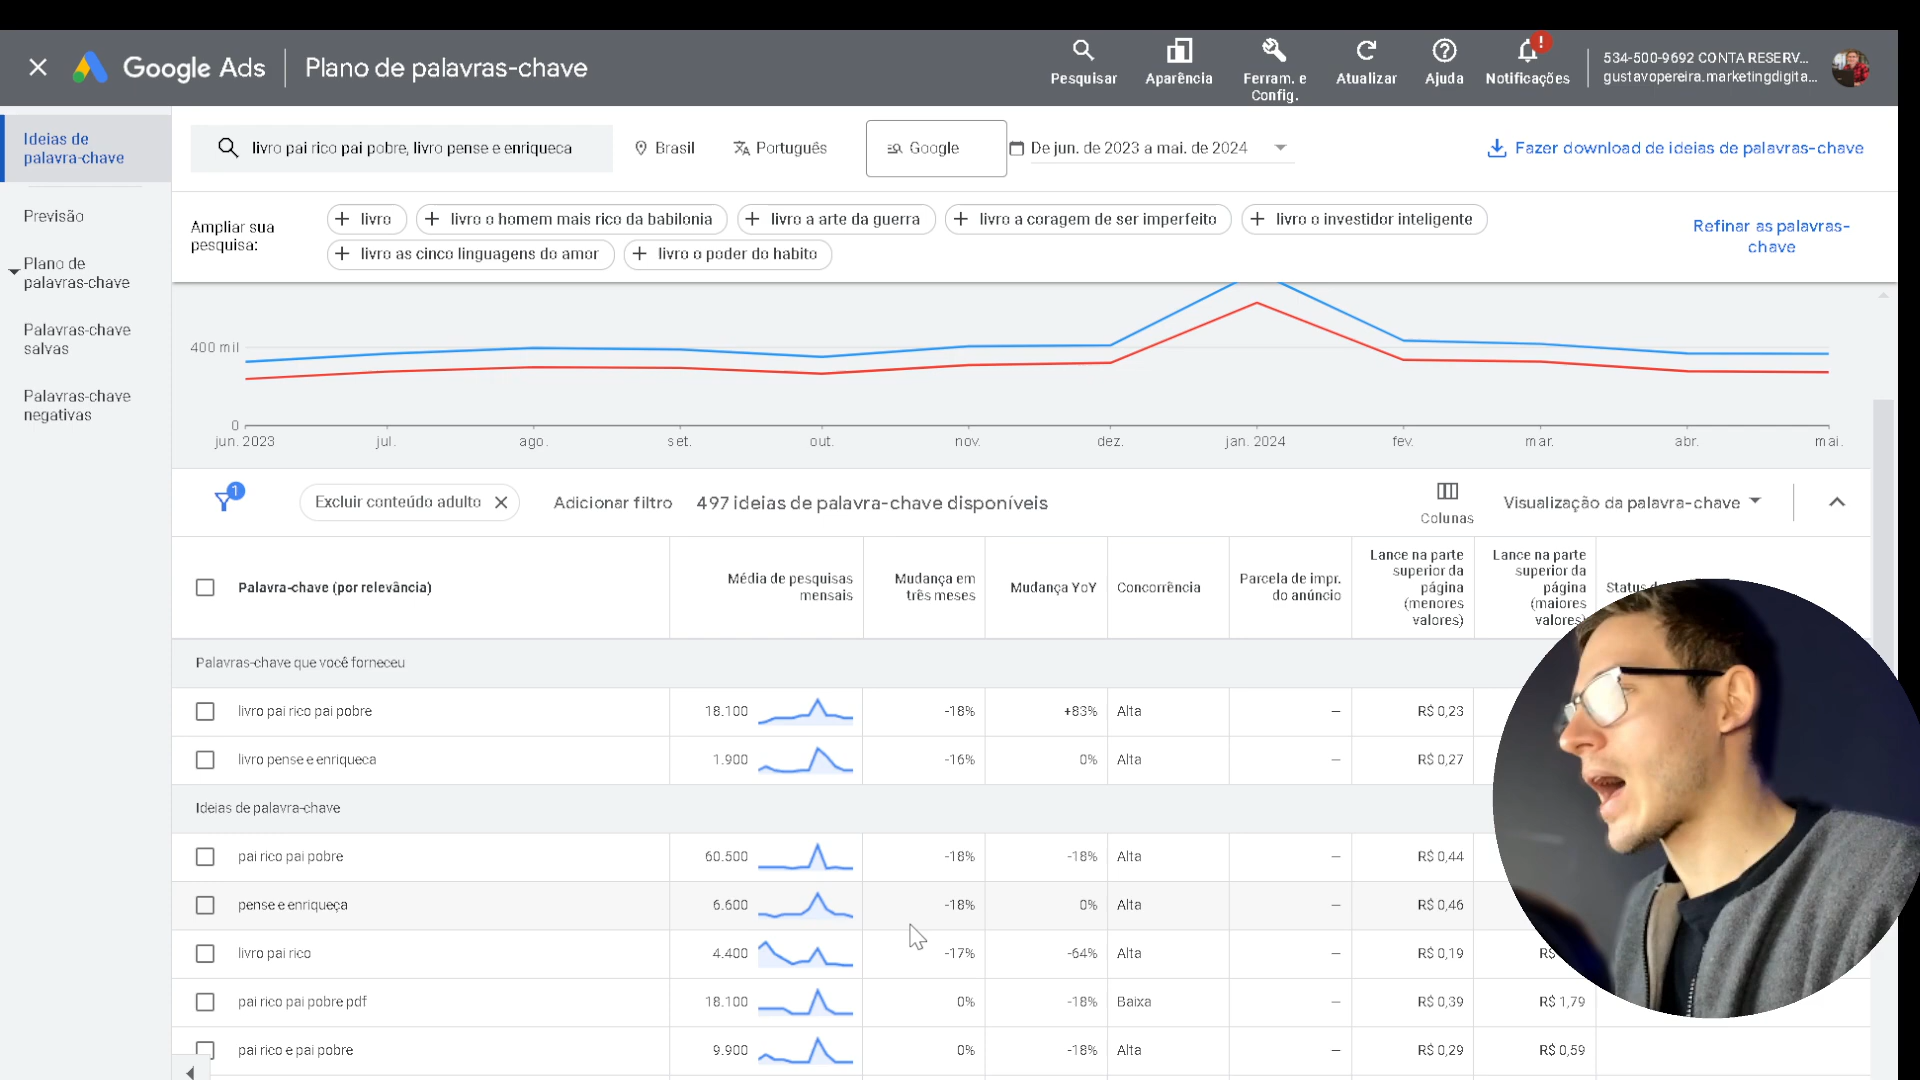 Google Ads
Plano de palavras-chave
Pesquisar
Aparência
Ferram. e
Config.
Atualizar
Ajuda
!
Notificações
534-500-9692 CONTA RESERV...
gustavopereira.marketingdigita...
Ideias de
palavra-chave
Previsão
Plano de
palavras-chave
Palavras-chave
salvas
Palavras-chave
negativas
livro pai rico pai pobre, livro pense e enriqueca
Brasil
Português
Google
De jun. de 2023 a mai. de 2024
Fazer download de ideias de palavras-chave
Ampliar sua
pesquisa:
livro
livro o homem mais rico da babilonia
livro a arte da guerra
livro a coragem de ser imperfeito
livro o investidor inteligente
livro as cinco linguagens do amor
livro o poder do habito
Refinar as palavras-
chave
400 mil
0
jun. 2023
jul.
ago.
set.
out.
nov.
dez.
jan. 2024
fev.
mar.
abr.
mai.
1
Excluir conteúdo adulto
Adicionar filtro
497 ideias de palavra-chave disponíveis
Colunas
Visualização da palavra-chave
Palavra-chave (por relevância)
Média de pesquisas
mensais
Mudança em
três meses
Mudança YoY
Concorrência
Parcela de impr.
do anúncio
Lance na parte
superior da
página
(menores
valores)
Lance na parte
superior da
página
(maiores
valores)
Status
Palavras-chave que você forneceu
livro pai rico pai pobre 18.100 -18% +83% Alta – R$ 0,23
livro pense e enriqueca 1.900 -16% 0% Alta – R$ 0,27
Ideias de palavra-chave
pai rico pai pobre 60.500 -18% -18% Alta – R$ 0,44
pense e enriqueça 6.600 -18% 0% Alta – R$ 0,46
livro pai rico 4.400 -17% -64% Alta – R$ 0,19 R$
pai rico pai pobre pdf 18.100 0% -18% Baixa – R$ 0,39 R$ 1,79
pai rico e pai pobre 9.900 0% -18% Alta – R$ 0,29 R$ 0,59